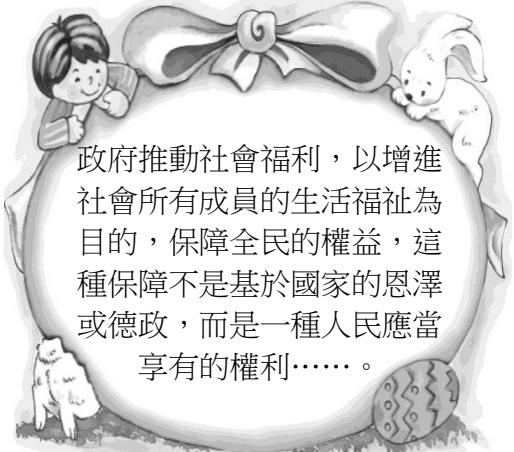 政府推動社會福利，以增進
社會所有成員的生活福祉為
目的，保障全民的權益，這
種保障不是基於國家的恩澤
或德政，而是一種人民應當
享有的權利……。